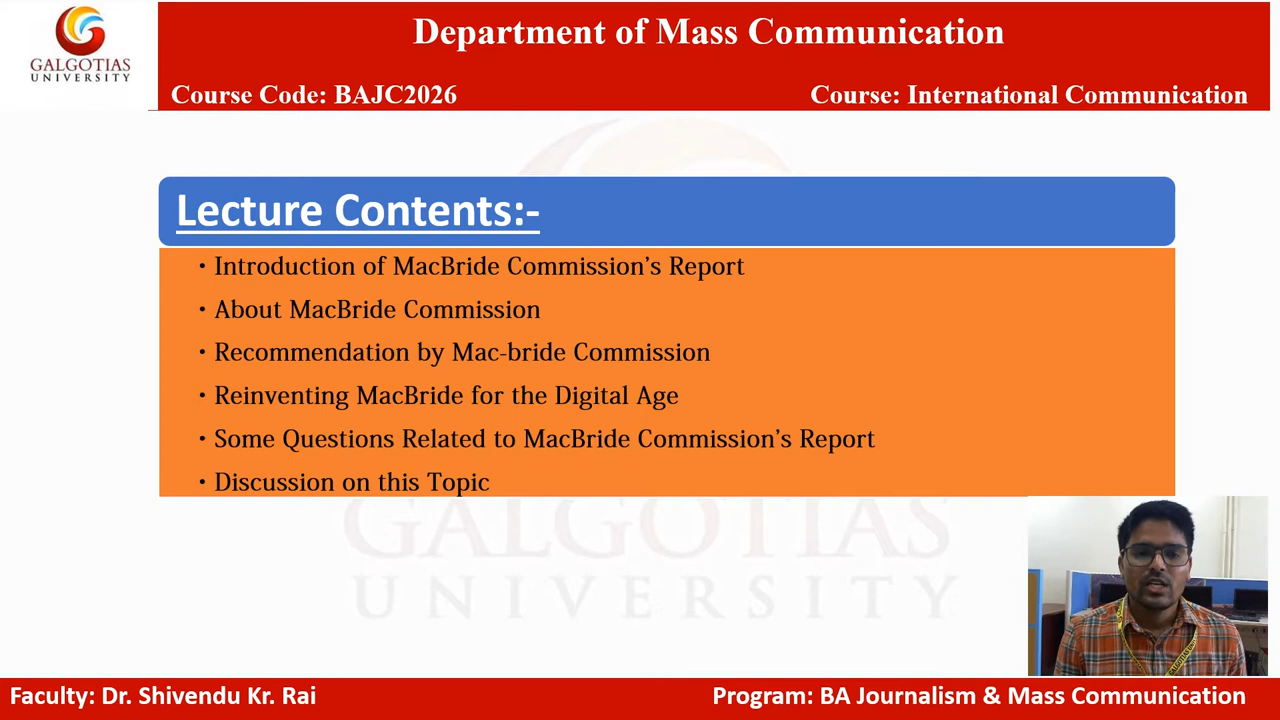 GALGOTIAS
UNIVERSITY
Department of Mass Communication
Course Code: BAJC2026
Course: International Communication
Lecture Contents:-
• Introduction of MacBride Commission's Report
• About MacBride Commission
• Recommendation by Mac-bride Commission
• Reinventing MacBride for the Digital Age
• Some Questions Related to MacBride Commission's Report
• Discussion on this Topic
GALGOTIAS
UNIVERSITY
Faculty: Dr. Shivendu Kr. Rai
Program: BA Journalism & Mass Communication